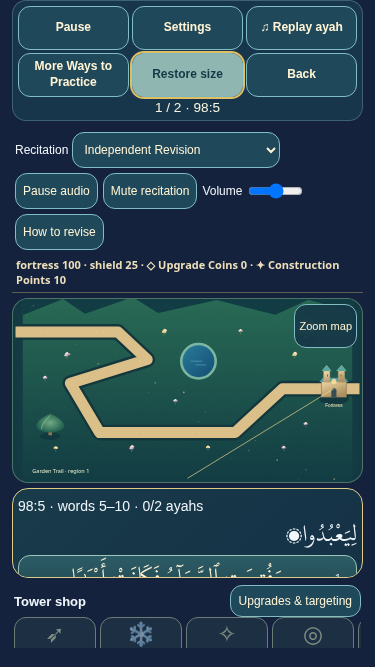 Pause
Settings
♫ Replay ayah
More Ways to Practice
Restore size
Back
1 / 2 · 98:5
Recitation Independent Revision
Pause audio
Mute recitation
Volume
How to revise
fortress 100 · shield 25 · ◇ Upgrade Coins 0 · ✦ Construction
Points 10
Zoom map
Fortress
Garden Trail · region 1
98:5 · words 5–10 · 0/2 ayahs
لِيَعْبُدُوا
Tower shop
Upgrades & targeting